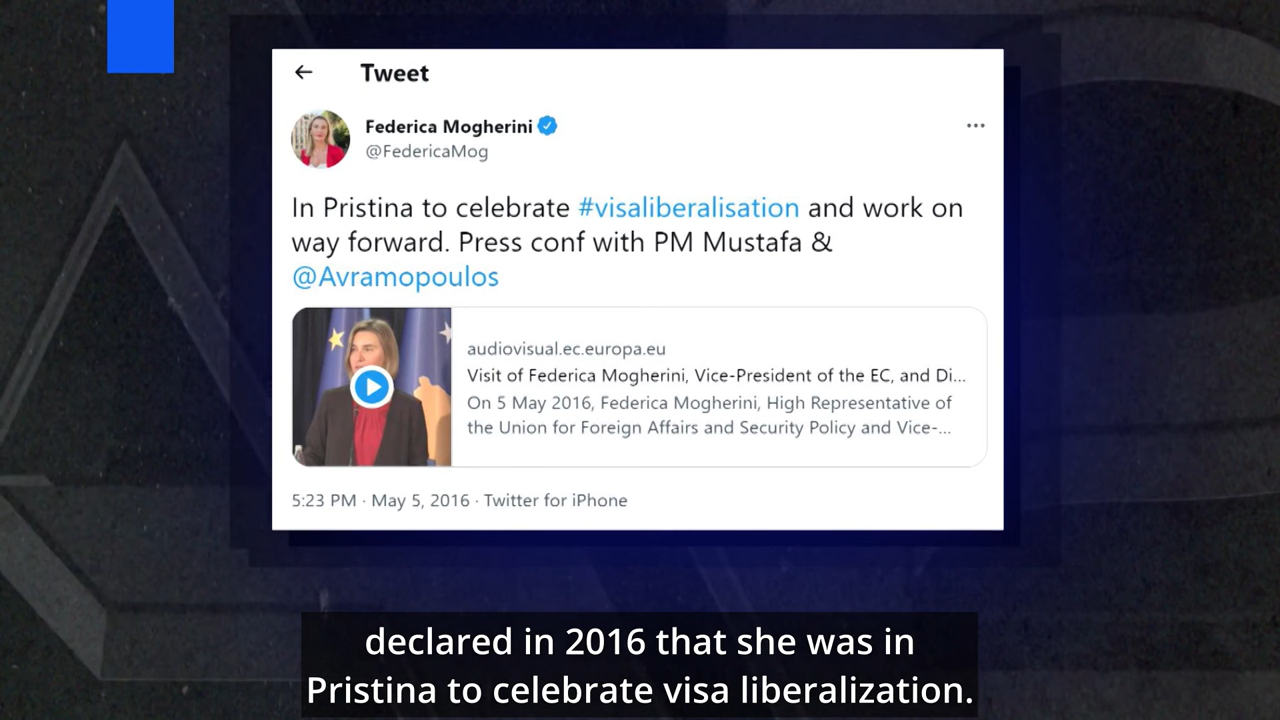 Tweet
Federica Mogherini
@FedericaMog
In Pristina to celebrate #visaliberalisation and work on
way forward. Press conf with PM Mustafa &
@Avramopoulos
audiovisual.ec.europa.eu
Visit of Federica Mogherini, Vice-President of the EC, and Di...
On 5 May 2016, Federica Mogherini, High Representative of
the Union for Foreign Affairs and Security Policy and Vice-...
5:23 PM · May 5, 2016 · Twitter for iPhone
declared in 2016 that she was in
Pristina to celebrate visa liberalization.